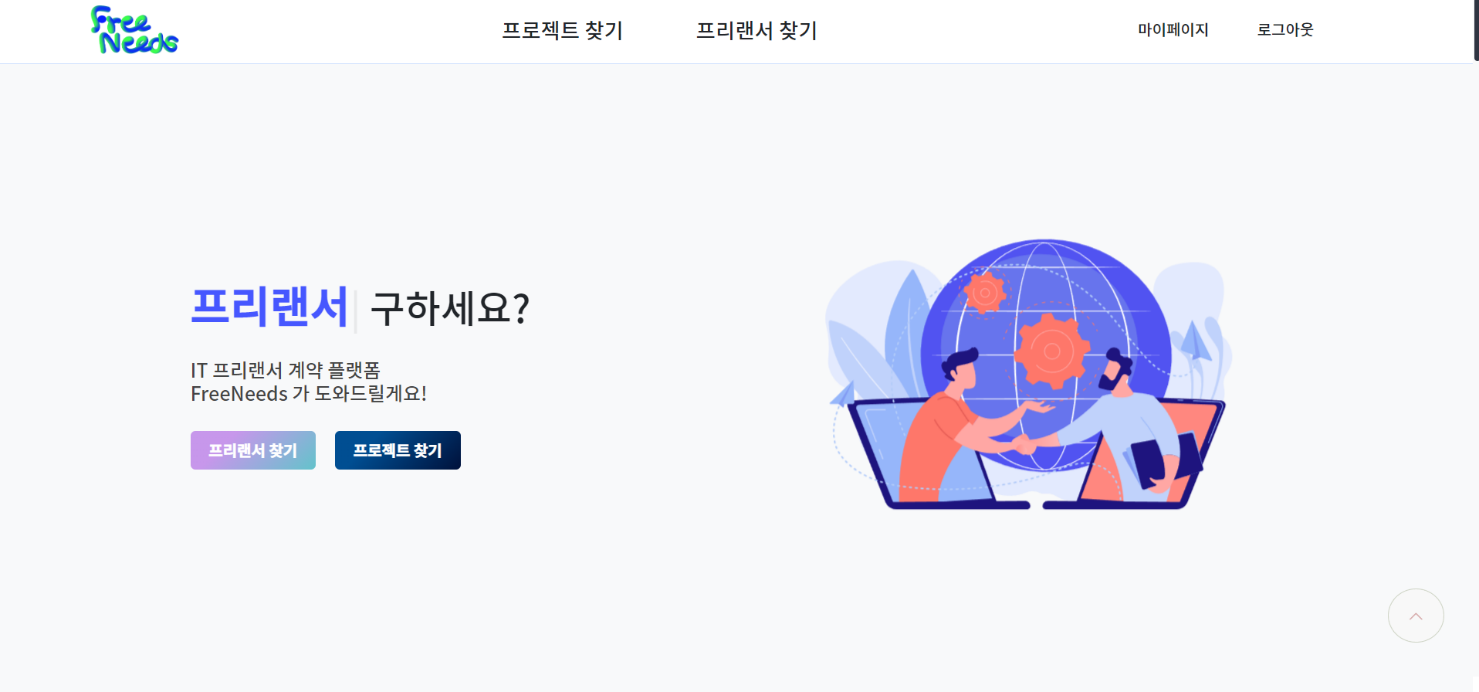 Free
Needs
프로젝트 찾기
프리랜서 찾기
마이페이지
로그아웃
프리랜서 구하세요?
IT 프리랜서 계약 플랫폼
FreeNeeds 가 도와드릴게요!
프리랜서 찾기
프로젝트 찾기